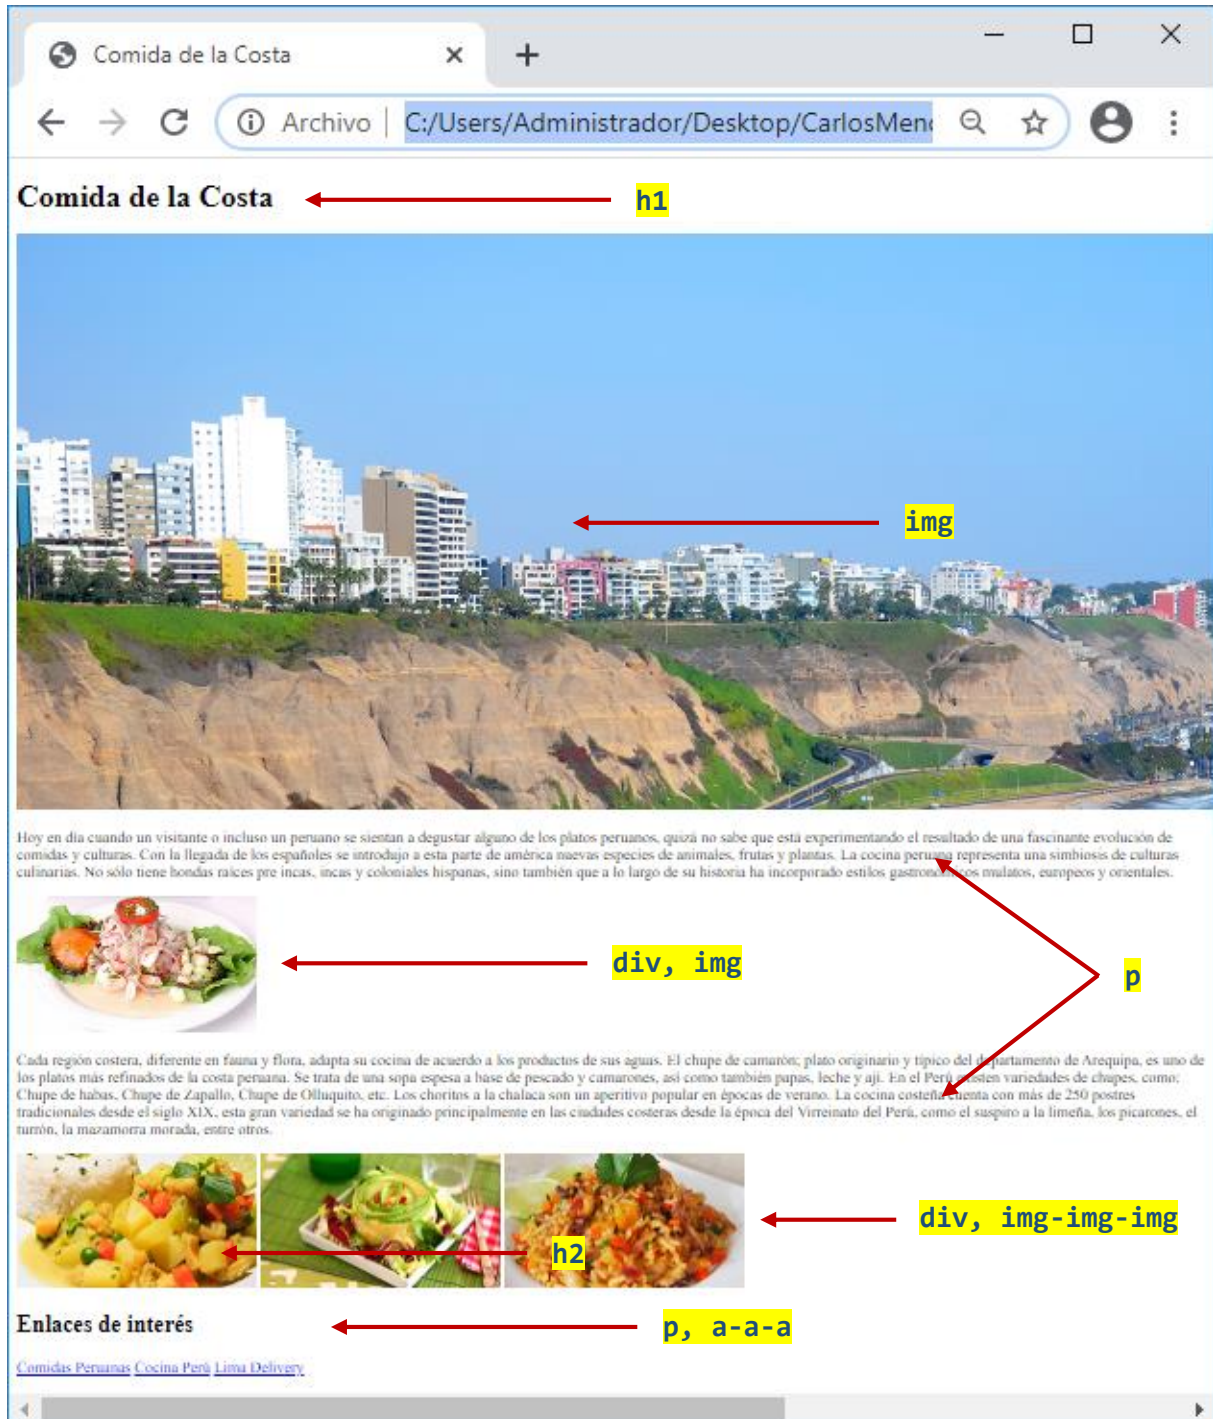 Comida de la Costa
Archivo
C:/Users/Administrador/Desktop/CarlosMen
Comida de la Costa
h1
img
Hoy en día cuando un visitante o incluso un peruano se sientan a degustar alguno de los platos peruanos, quizá no sabe que está experimentando el resultado de una fascinante evolución de
comidas y culturas. Con la llegada de los españoles se introdujo a esta parte de américa nuevas especies de animales, frutas y plantas. La cocina peruana representa una simbiosis de culturas
culinarias. No sólo tiene hondas raíces pre incas, incas y coloniales hispanas, sino también que a lo largo de su historia ha incorporado estilos gastronómicos mulatos, europeos y orientales.
div, img
p
Cada región costera, diferente en fauna y flora, adapta su cocina de acuerdo a los productos de sus aguas. El chupe de camarón; plato originario y típico del departamento de Arequipa, es uno de
los platos más refinados de la costa peruana. Se trata de una sopa espesa a base de pescado y camarones, así como también papas, leche y ají. En el Perú existen variedades de chupes, como:
Chupe de habas, Chupe de Zapallo, Chupe de Olluquito, etc. Los choritos a la chalaca son un aperitivo popular en épocas de verano. La cocina costeña cuenta con más de 250 postres
tradicionales desde el siglo XIX, esta gran variedad se ha originado principalmente en las ciudades costeras desde la época del Virreinato del Perú, como el suspiro a la limeña, los picarones, el
turrón, la mazamorra morada, entre otros.
div, img-img-img
h2
Enlaces de interés
p, a-a-a
Comidas Peruanas Cocina Perú Lima Delivery